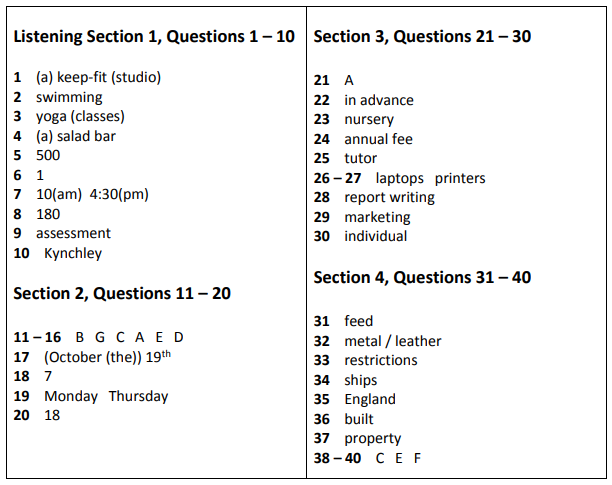 Listening Section 1, Questions 1 – 10
1 (a) keep-fit (studio)
2 swimming
3 yoga (classes)
4 (a) salad bar
5 500
6 1
7 10(am) 4:30(pm)
8 180
9 assessment
10 Kynchley
Section 2, Questions 11 – 20
11 – 16 B G C A E D
17 (October (the)) 19th
18 7
19 Monday Thursday
20 18
Section 3, Questions 21 – 30
21 A
22 in advance
23 nursery
24 annual fee
25 tutor
26 – 27 laptops printers
28 report writing
29 marketing
30 individual
Section 4, Questions 31 – 40
31 feed
32 metal / leather
33 restrictions
34 ships
35 England
36 built
37 property
38 – 40 C E F